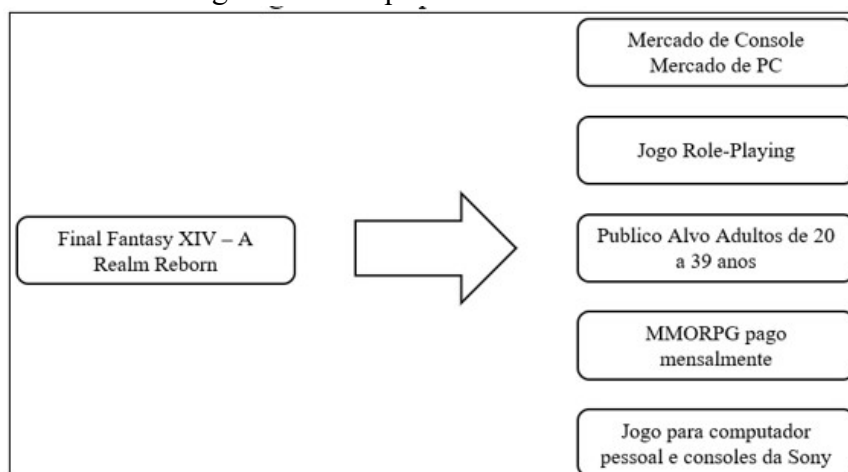 Mercado de Console
Mercado de PC
Jogo Role-Playing
Final Fantasy XIV – A
Realm Reborn
Publico Alvo Adultos de 20
a 39 anos
MMORPG pago
mensalmente
Jogo para computador
pessoal e consoles da Sony